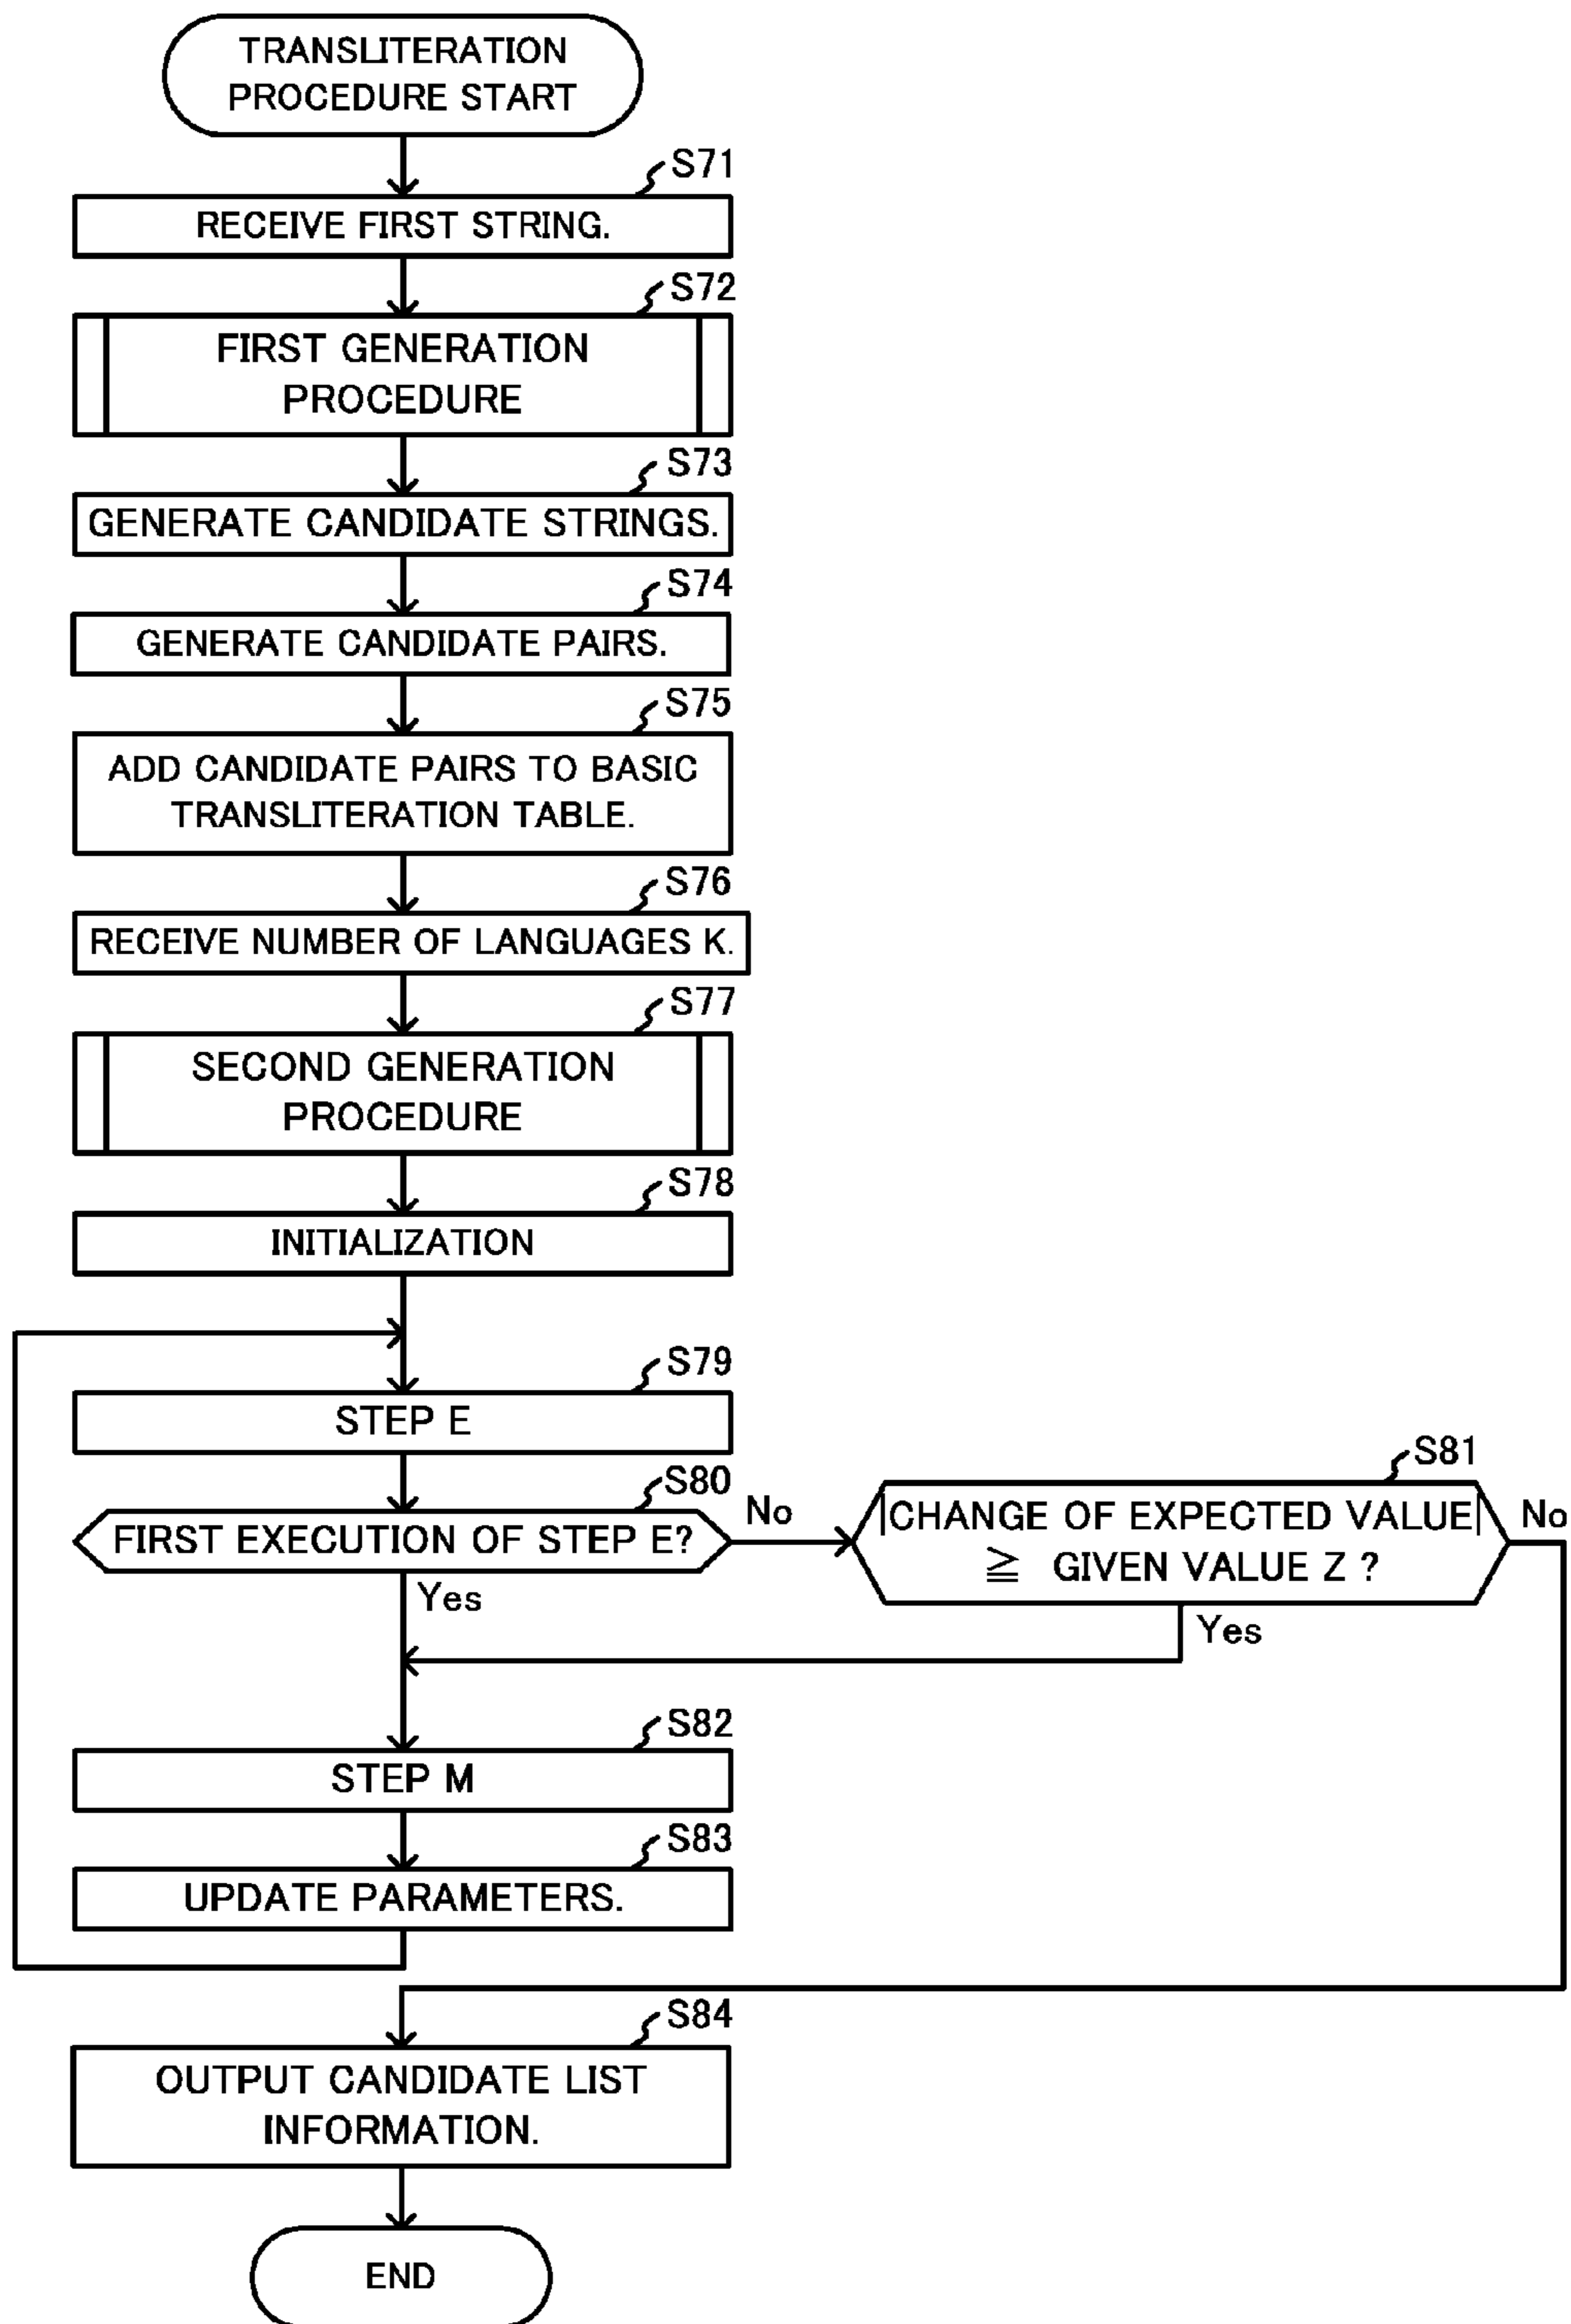 TRANSLITERATION
PROCEDURE START
S71
RECEIVE FIRST STRING.
S72
FIRST GENERATION
PROCEDURE
S73
GENERATE CANDIDATE STRINGS.
S74
GENERATE CANDIDATE PAIRS.
S75
ADD CANDIDATE PAIRS TO BASIC
TRANSLITERATION TABLE.
S76
RECEIVE NUMBER OF LANGUAGES K.
S77
SECOND GENERATION
PROCEDURE
S78
INITIALIZATION
S79
STEP E
S80
FIRST EXECUTION OF STEP E?
No
Yes
S81
|CHANGE OF EXPECTED VALUE|
≧ GIVEN VALUE Z ?
No
Yes
S82
STEP M
S83
UPDATE PARAMETERS.
S84
OUTPUT CANDIDATE LIST
INFORMATION.
END